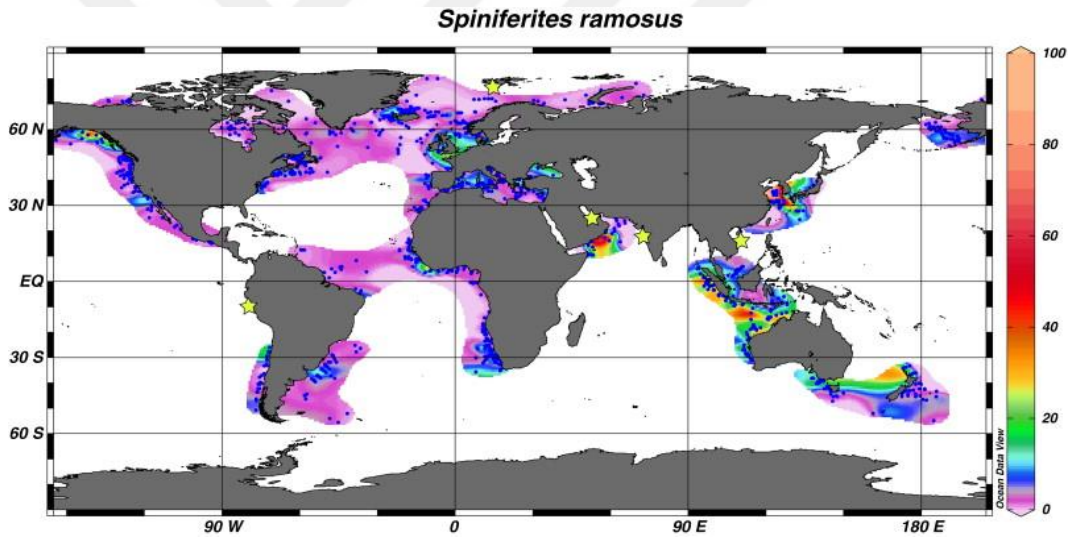 Spiniferites ramosus
100
80
60 N
60
30 N
40
EQ
30 S
20
60 S
Ocean Data View
0
90 W
0
90 E
180 E